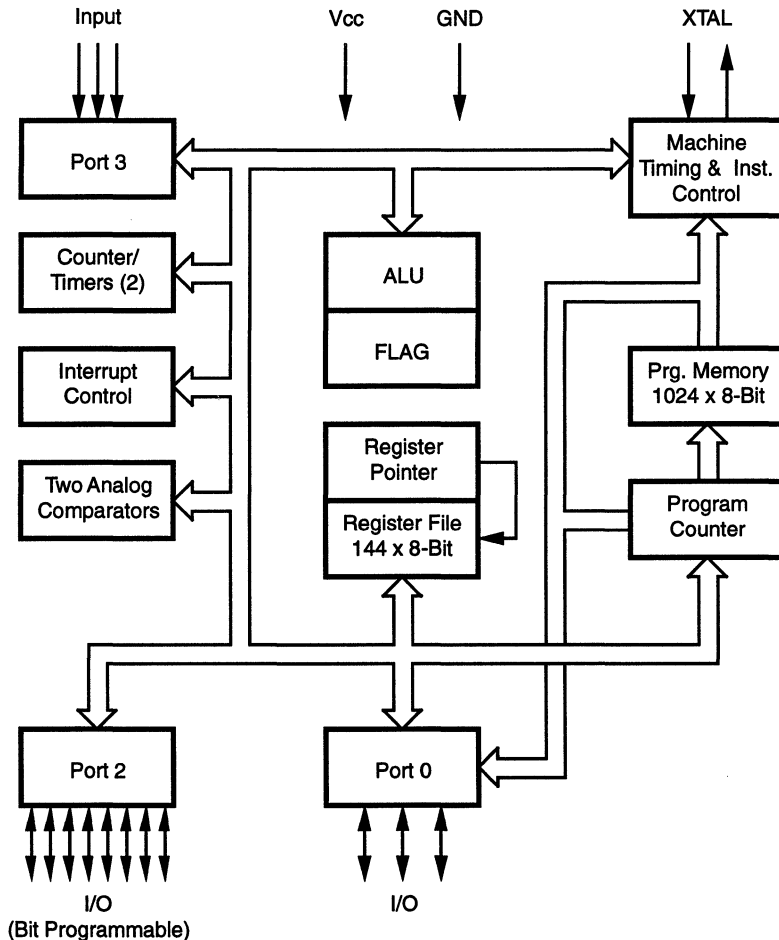 Input
Vcc
GND
XTAL
Port 3
Machine
Timing & Inst.
Control
Counter/
Timers (2)
ALU
FLAG
Interrupt
Control
Prg. Memory
1024 x 8-Bit
Register
Pointer
Two Analog
Comparators
Register File
144 x 8-Bit
Program
Counter
Port 2
Port 0
I/O
(Bit Programmable)
I/O